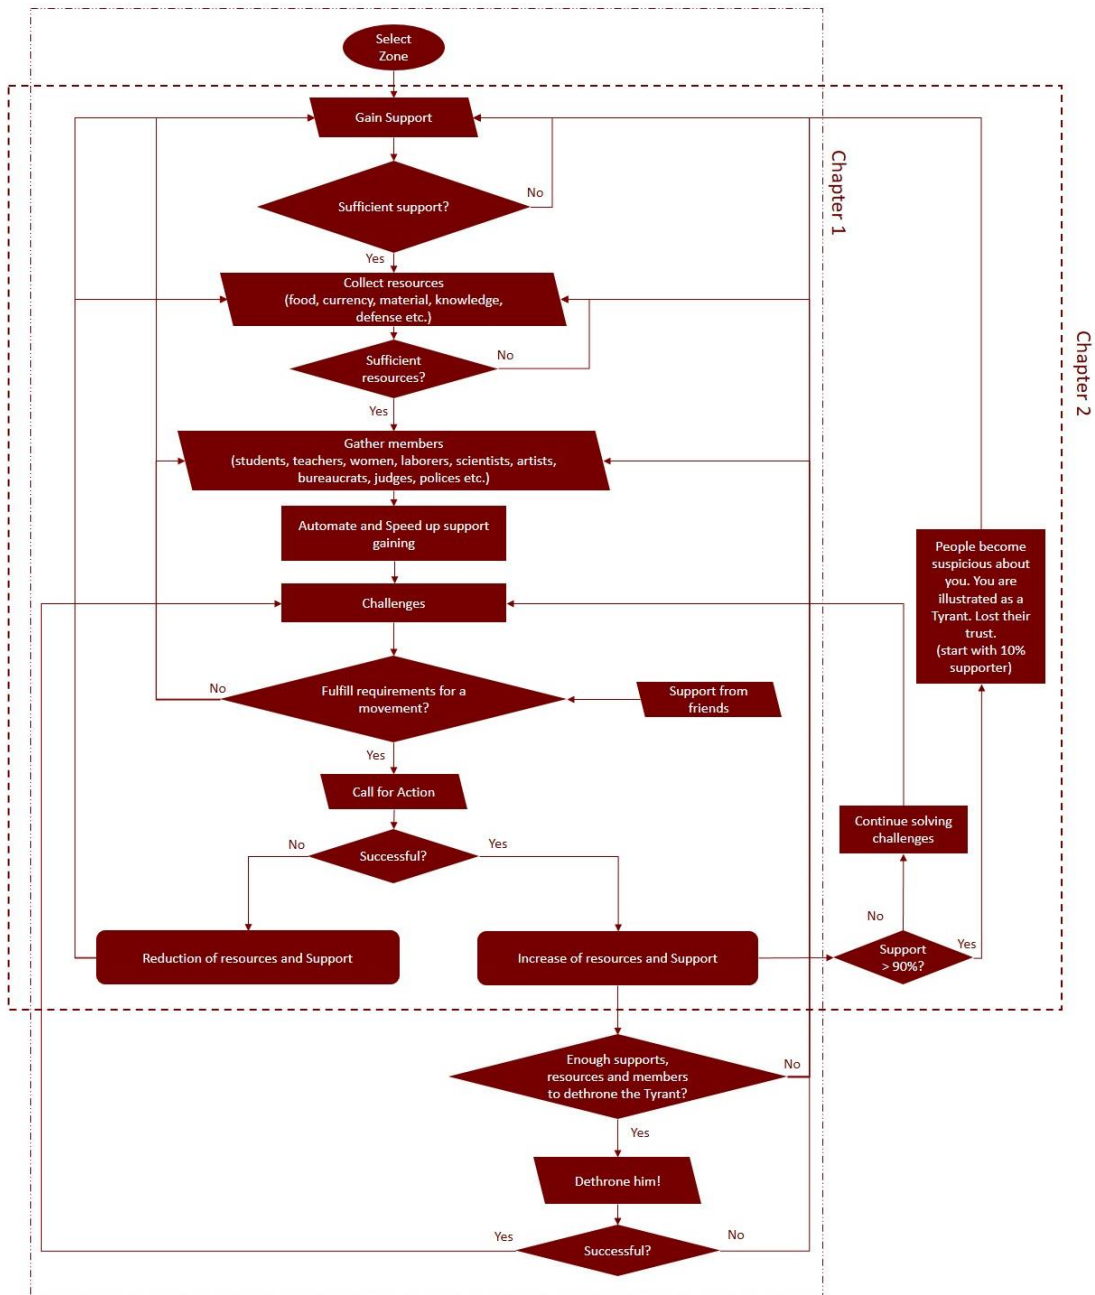 Select
Zone
Gain Support
No
Sufficient support?
Yes
Collect resources
(food, currency, material, knowledge,
defense etc.)
No
Sufficient
resources?
Yes
Gather members
(students, teachers, women, laborers, scientists, artists,
bureaucrats, judges, polices etc.)
Automate and Speed up support
gaining
Challenges
No
Fulfill requirements for a
movement?
Support from
friends
Yes
Call for Action
No
Successful?
Yes
Reduction of resources and Support
Increase of resources and Support
Support
> 90%?
No
Yes
Continue solving
challenges
People become
suspicious about
you. You are
illustrated as a
Tyrant. Lost their
trust.
(start with 10%
supporter)
Enough supports,
resources and members
to dethrone the Tyrant?
No
Yes
Dethrone him!
Yes
Successful?
No
Chapter 1
Chapter 2